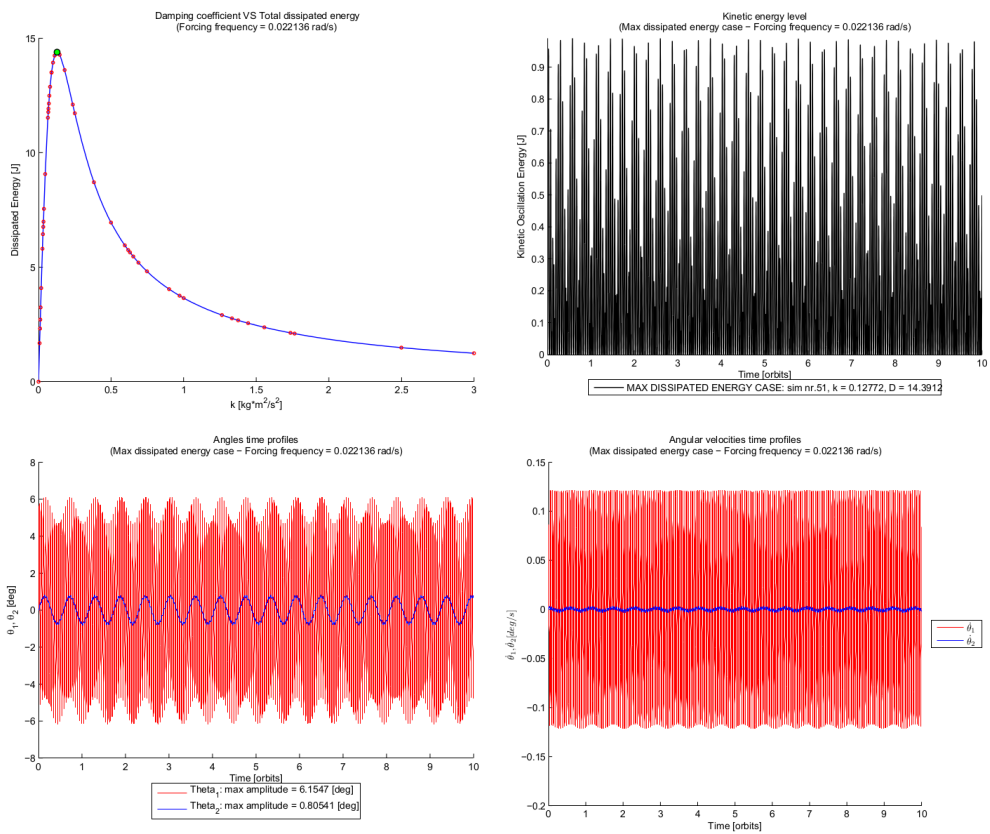 Damping coefficient VS Total dissipated energy
(Forcing frequency = 0.022136 rad/s)
15
10
5
0
Dissipated Energy [J]
0 0.5 1 1.5 2 2.5 3
k [kg*m²/s²]
Kinetic energy level
(Max dissipated energy case − Forcing frequency = 0.022136 rad/s)
0.9
0.8
0.7
0.6
0.5
0.4
0.3
0.2
0.1
0
Kinetic Oscillation Energy [J]
0 1 2 3 4 5 6 7 8 9 10
Time [orbits]
MAX DISSIPATED ENERGY CASE: sim nr.51, k = 0.12772, D = 14.3912
Angles time profiles
(Max dissipated energy case − Forcing frequency = 0.022136 rad/s)
8
6
4
2
0
−2
−4
−6
−8
θ₁, θ₂ [deg]
0 1 2 3 4 5 6 7 8 9 10
Time [orbits]
Theta₁: max amplitude = 6.1547 [deg]
Theta₂: max amplitude = 0.80541 [deg]
Angular velocities time profiles
(Max dissipated energy case − Forcing frequency = 0.022136 rad/s)
0.15
0.1
0.05
0
−0.05
−0.1
−0.15
−0.2
θ̇₁, θ̇₂[deg/s]
0 1 2 3 4 5 6 7 8 9 10
Time [orbits]
θ̇₁
θ̇₂